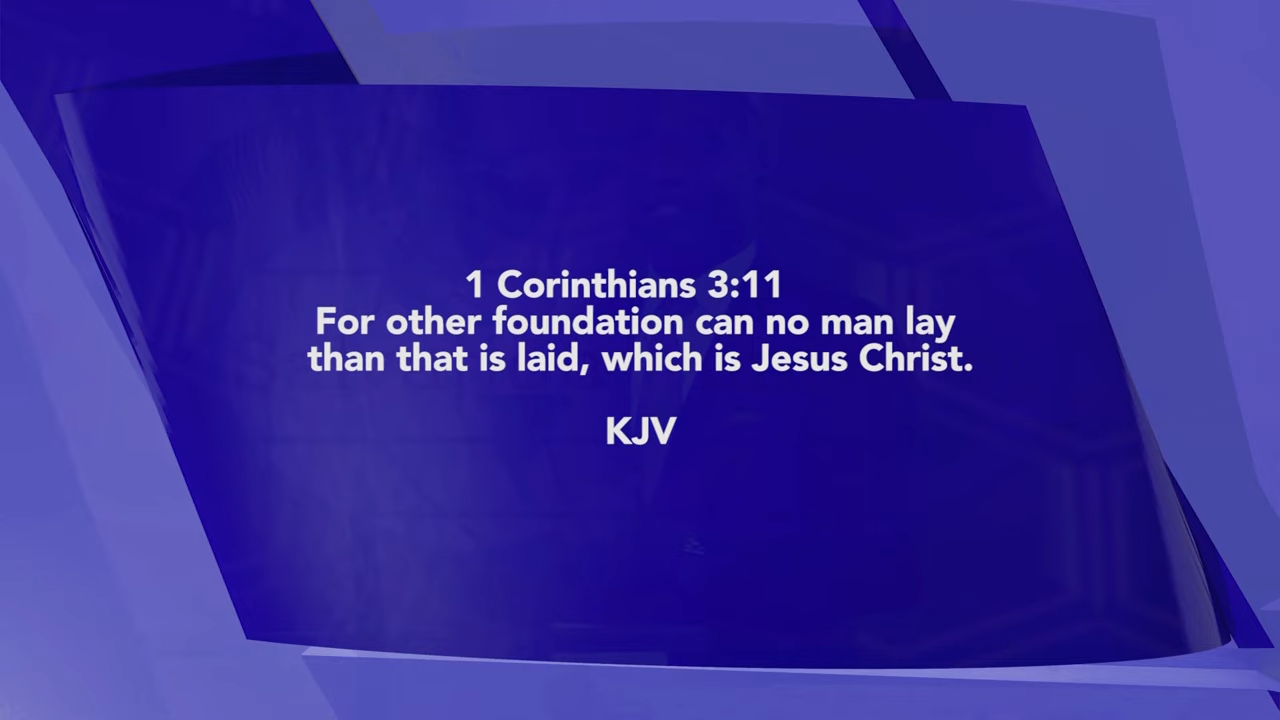 1 Corinthians 3:11
For other foundation can no man lay
than that is laid, which is Jesus Christ.
KJV